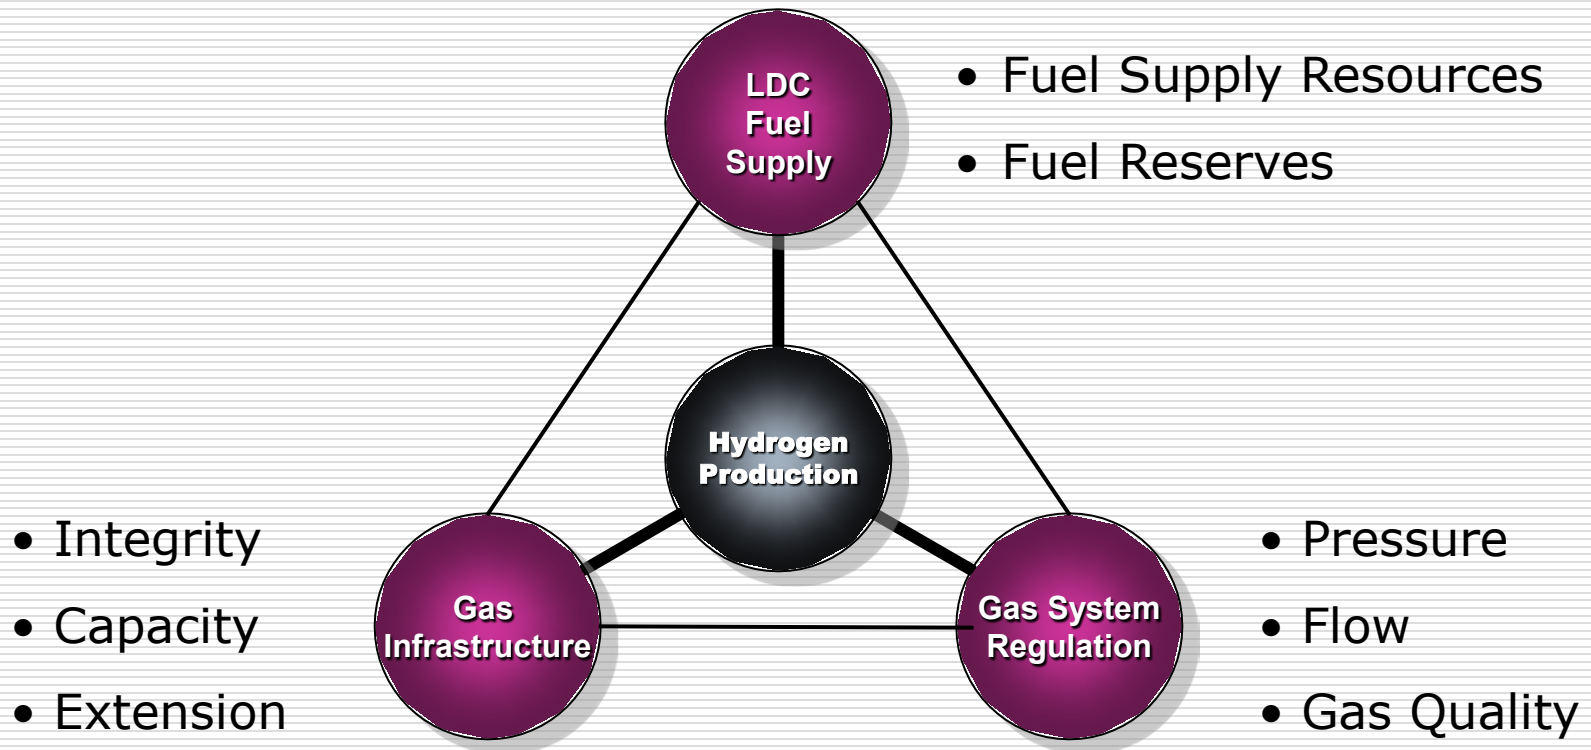 LDC
Fuel
Supply
• Fuel Supply Resources
• Fuel Reserves
Hydrogen
Production
• Integrity
• Capacity
• Extension
Gas
Infrastructure
Gas System
Regulation
• Pressure
• Flow
• Gas Quality